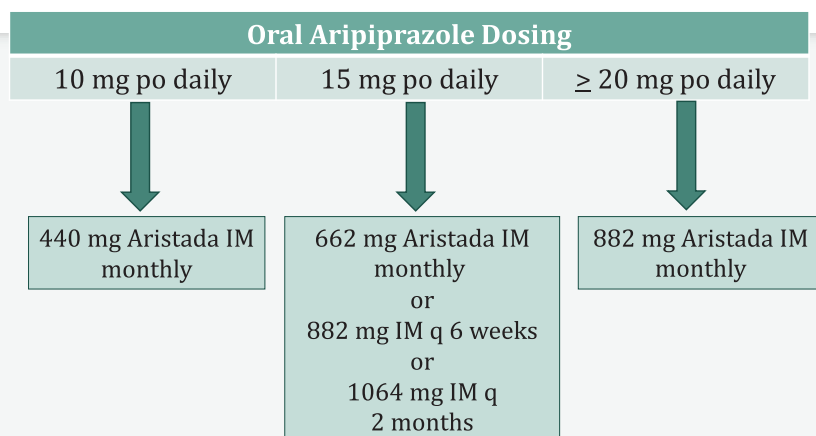 Oral Aripiprazole Dosing
10 mg po daily
15 mg po daily
≥ 20 mg po daily
440 mg Aristada IM
monthly
662 mg Aristada IM
monthly
or
882 mg IM q 6 weeks
or
1064 mg IM q
2 months
882 mg Aristada IM
monthly